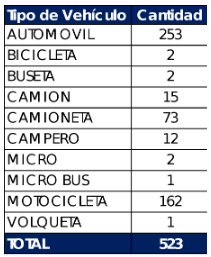 Tipo de Vehículo Cantidad
AUTOMOVIL 253
BICICLETA 2
BUSETA 2
CAMION 15
CAMIONETA 73
CAMPERO 12
MICRO 2
MICRO BUS 1
MOTOCICLETA 162
VOLQUETA 1
TOTAL 523